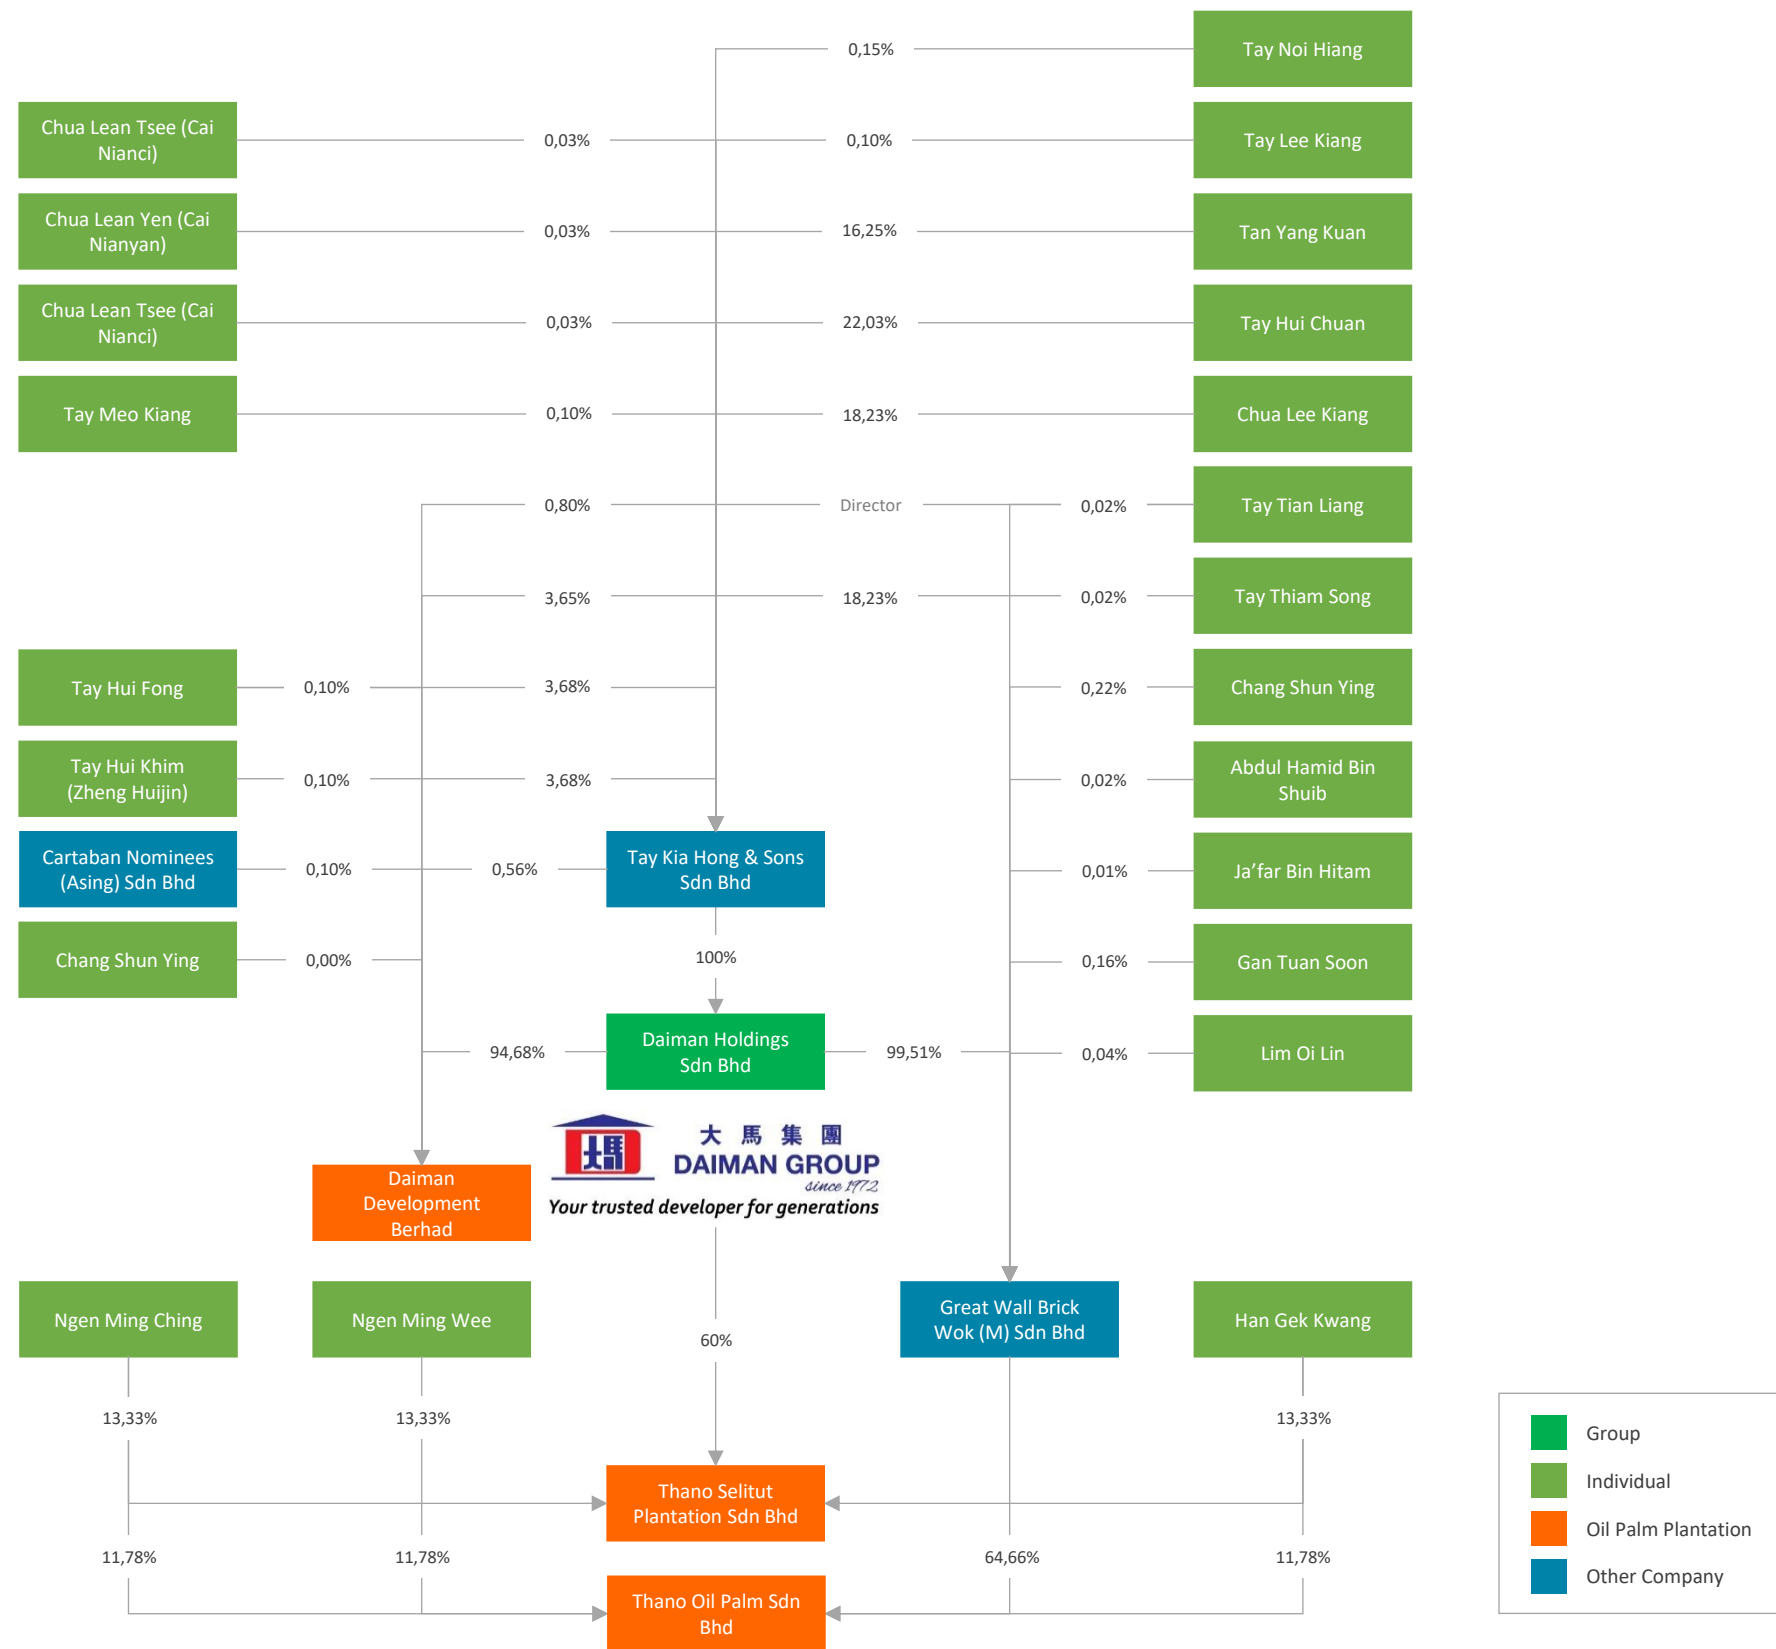 0,15%
Tay Noi Hiang
Chua Lean Tsee (Cai
Nianci)
0,03%
0,10%
Tay Lee Kiang
Chua Lean Yen (Cai
Nianyan)
0,03%
16,25%
Tan Yang Kuan
Chua Lean Tsee (Cai
Nianci)
0,03%
22,03%
Tay Hui Chuan
Tay Meo Kiang
0,10%
18,23%
Chua Lee Kiang
0,80%
Director
0,02%
Tay Tian Liang
3,65%
18,23%
0,02%
Tay Thiam Song
Tay Hui Fong
0,10%
3,68%
0,22%
Chang Shun Ying
Tay Hui Khim
(Zheng Huijin)
0,10%
3,68%
0,02%
Abdul Hamid Bin
Shuib
Cartaban Nominees
(Asing) Sdn Bhd
0,10%
0,56%
Tay Kia Hong & Sons
Sdn Bhd
0,01%
Ja’far Bin Hitam
Chang Shun Ying
0,00%
100%
0,16%
Gan Tuan Soon
94,68%
Daiman Holdings
Sdn Bhd
99,51%
0,04%
Lim Oi Lin
大馬集團
DAIMAN GROUP
since 1972
Your trusted developer for generations
Daiman
Development
Berhad
Ngen Ming Ching
Ngen Ming Wee
60%
Great Wall Brick
Wok (M) Sdn Bhd
Han Gek Kwang
13,33%
13,33%
13,33%
Thano Selitut
Plantation Sdn Bhd
11,78%
11,78%
64,66%
11,78%
Thano Oil Palm Sdn
Bhd
Group
Individual
Oil Palm Plantation
Other Company